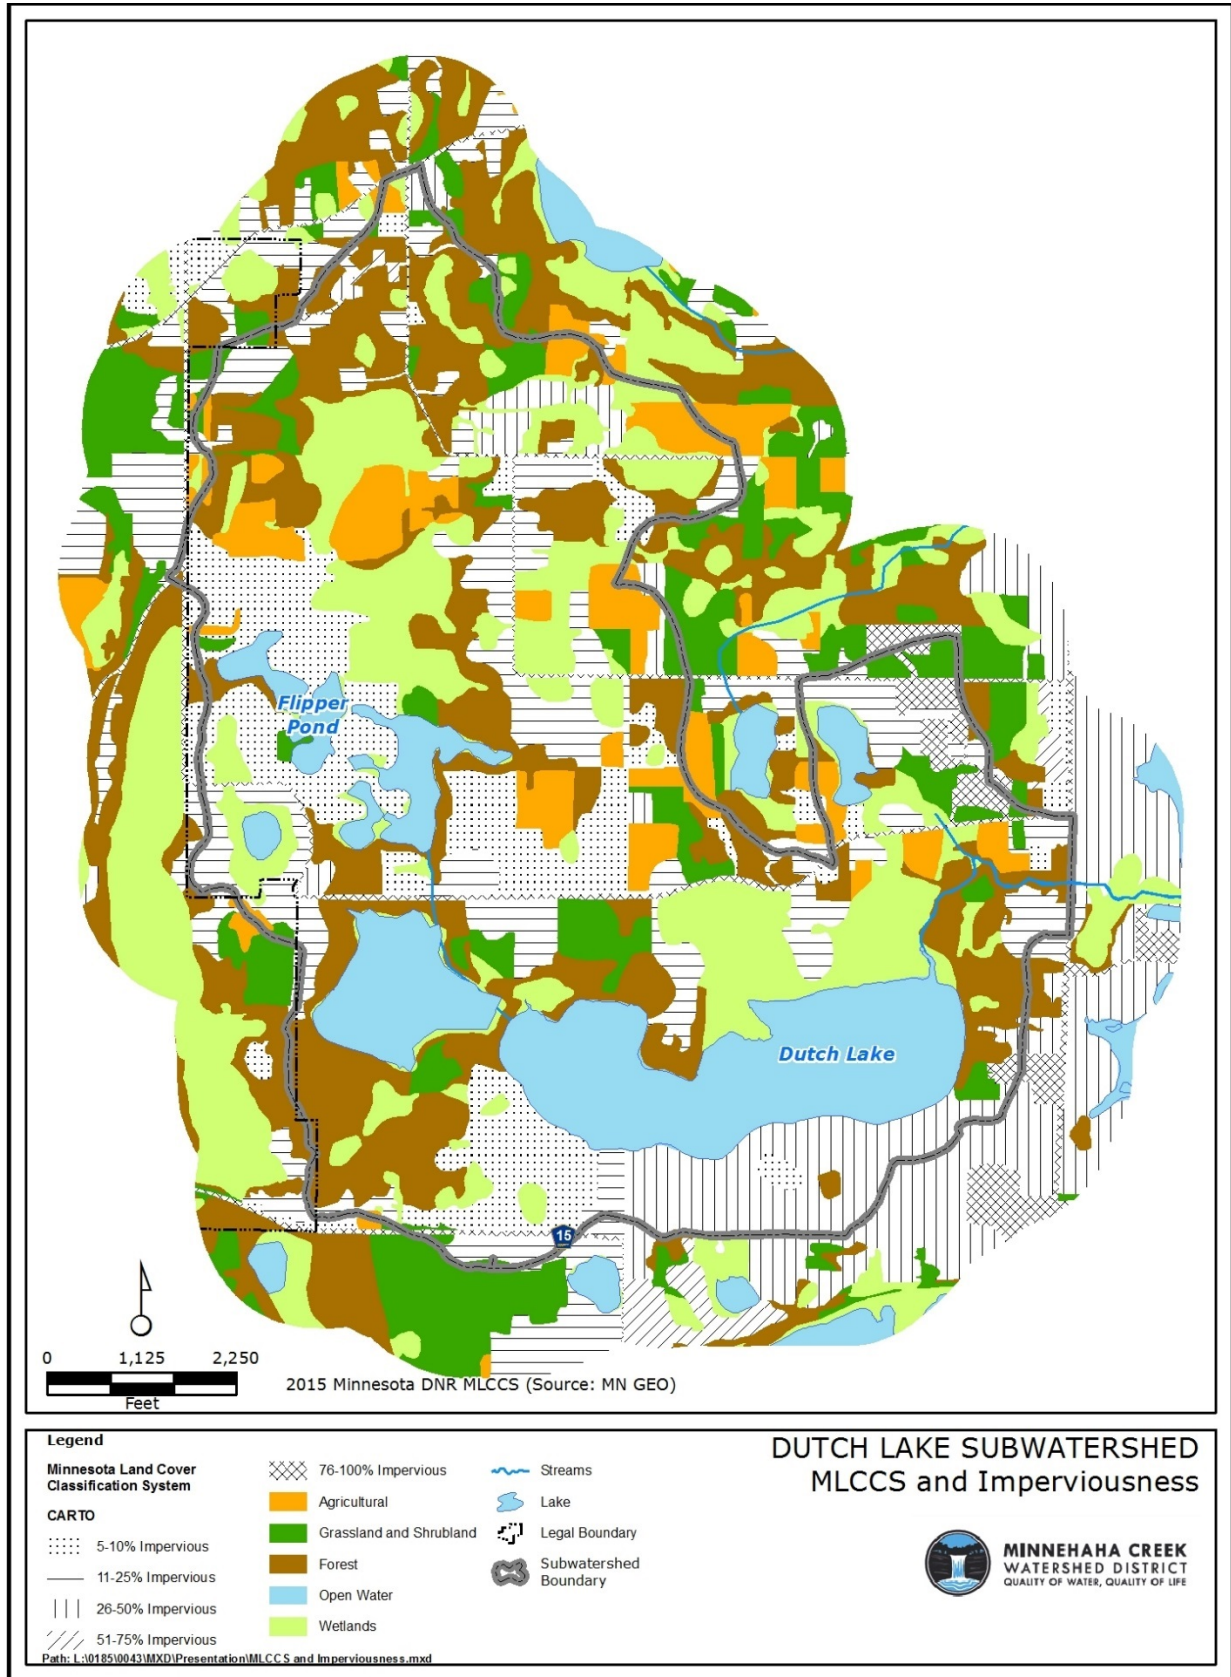 Flipper
Pond
Dutch Lake
15
0 1,125 2,250
Feet
2015 Minnesota DNR MLCCS (Source: MN GEO)
Legend
Minnesota Land Cover
Classification System
CARTO
5-10% Impervious
11-25% Impervious
26-50% Impervious
51-75% Impervious
76-100% Impervious
Agricultural
Grassland and Shrubland
Forest
Open Water
Wetlands
Streams
Lake
Legal Boundary
Subwatershed
Boundary
DUTCH LAKE SUBWATERSHED
MLCCS and Imperviousness
MINNEHAHA CREEK
WATERSHED DISTRICT
QUALITY OF WATER, QUALITY OF LIFE
Path: L:\0185\0043\MXD\Presentation\MLCCS and Imperviousness.mxd